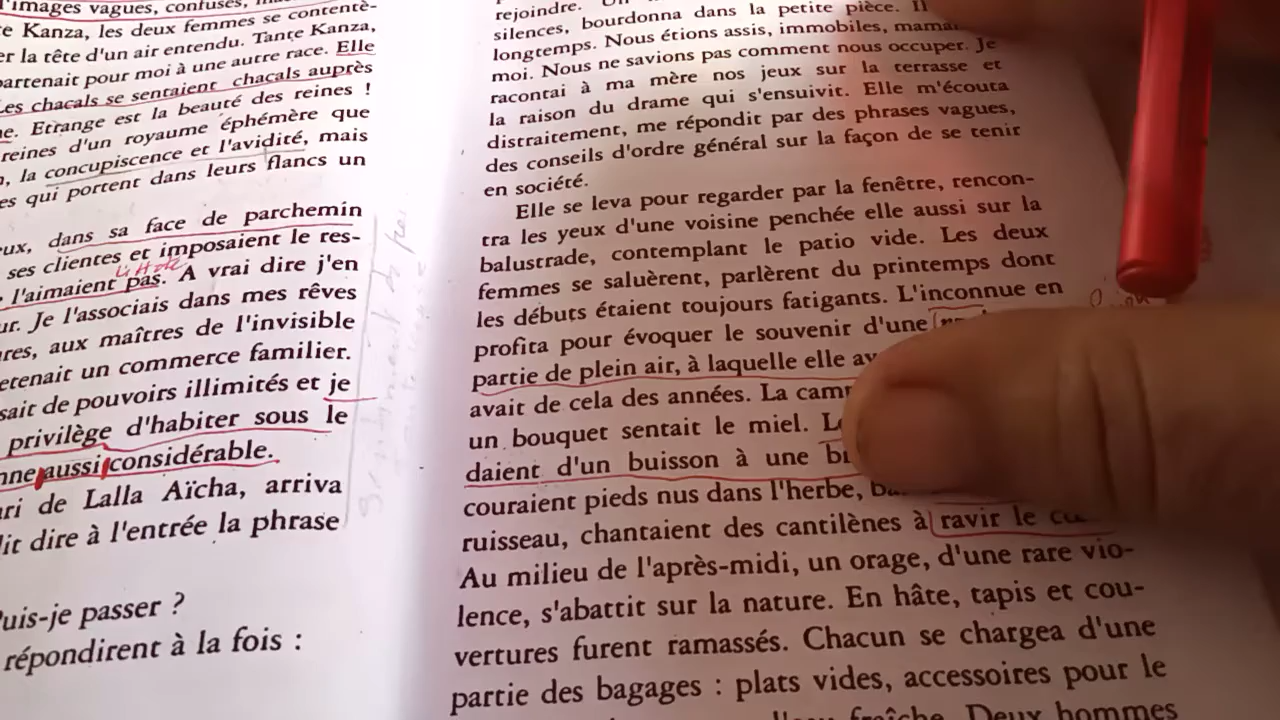 l'images vagues, confuses,
te Kanza, les deux femmes se contentè-
er la tête d'un air entendu. Tante Kanza,
partenait pour moi à une autre race. Elle
Les chacals se sentaient chacals auprès
ne. Etrange est la beauté des reines !
reines d'un royaume éphémère que
, la concupiscence et l'avidité, mais
es qui portent dans leurs flancs un
eux, dans sa face de parchemin
ses clientes et imposaient le res-
l'aimaient pas. A vrai dire j'en
ur. Je l'associais dans mes rêves
res, aux maîtres de l'invisible
etenait un commerce familier.
sait de pouvoirs illimités et je
privilège d'habiter sous le
nne aussi considérable.
ari de Lalla Aïcha, arriva
it dire à l'entrée la phrase
Puis-je passer ?
répondirent à la fois :
rejoindre.
silences, bourdonna dans la petite pièce. Il
longtemps. Nous étions assis, immobiles, maman
moi. Nous ne savions pas comment nous occuper. Je
racontai à ma mère nos jeux sur la terrasse et
la raison du drame qui s'ensuivit. Elle m'écouta
distraitement, me répondit par des phrases vagues,
des conseils d'ordre général sur la façon de se tenir
en société.
Elle se leva pour regarder par la fenêtre, rencon-
tra les yeux d'une voisine penchée elle aussi sur la
balustrade, contemplant le patio vide. Les deux
femmes se saluèrent, parlèrent du printemps dont
les débuts étaient toujours fatigants. L'inconnue en
profita pour évoquer le souvenir d'une
partie de plein air, à laquelle elle av
avait de cela des années. La cam
un bouquet sentait le miel. L
daient d'un buisson à une b
couraient pieds nus dans l'herbe,
ruisseau, chantaient des cantilènes à ravir le
Au milieu de l'après-midi, un orage, d'une rare vio-
lence, s'abattit sur la nature. En hâte, tapis et cou-
vertures furent ramassés. Chacun se chargea d'une
partie des bagages : plats vides, accessoires pour le
fraîche. Deux hommes